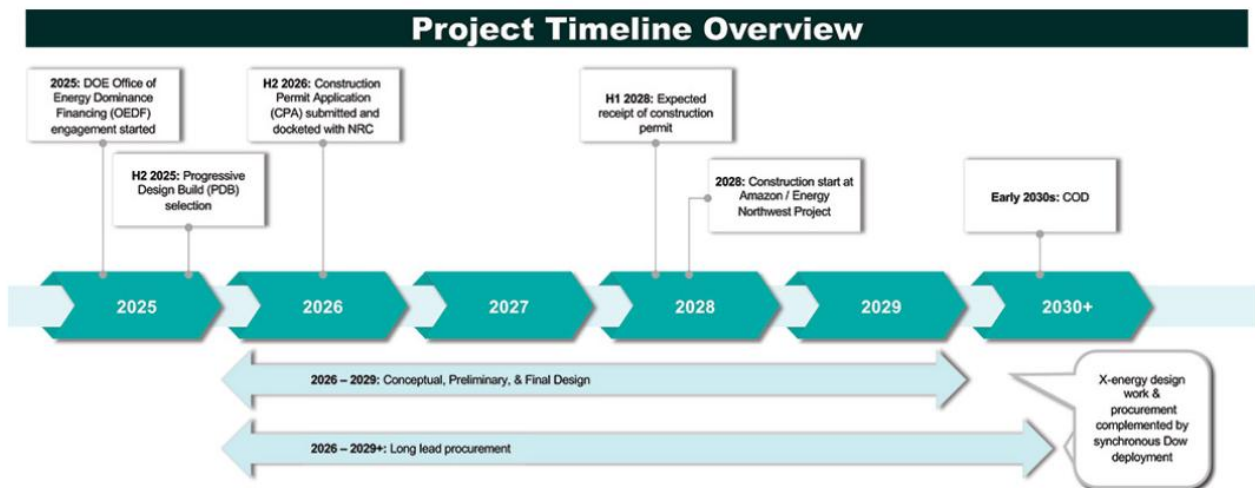 Project Timeline Overview
2025: DOE Office of
Energy Dominance
Financing (OEDF)
engagement started
H2 2025: Progressive
Design Build (PDB)
selection
H2 2026: Construction
Permit Application
(CPA) submitted and
docketed with NRC
H1 2028: Expected
receipt of construction
permit
2028: Construction start at
Amazon / Energy
Northwest Project
Early 2030s: COD
2025
2026
2027
2028
2029
2030+
2026 – 2029: Conceptual, Preliminary, & Final Design
2026 – 2029+: Long lead procurement
X-energy design
work &
procurement
complemented by
synchronous Dow
deployment